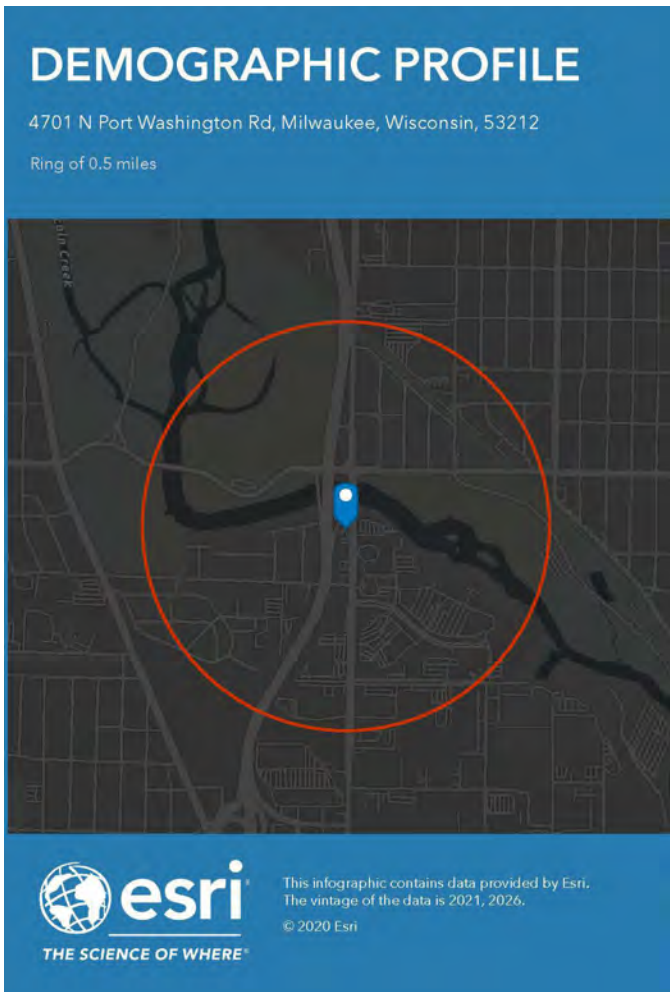 DEMOGRAPHIC PROFILE
4701 N Port Washington Rd, Milwaukee, Wisconsin, 53212
Ring of 0.5 miles
Creek
esri®
THE SCIENCE OF WHERE®
This infographic contains data provided by Esri.
The vintage of the data is 2021, 2026.
© 2020 Esri